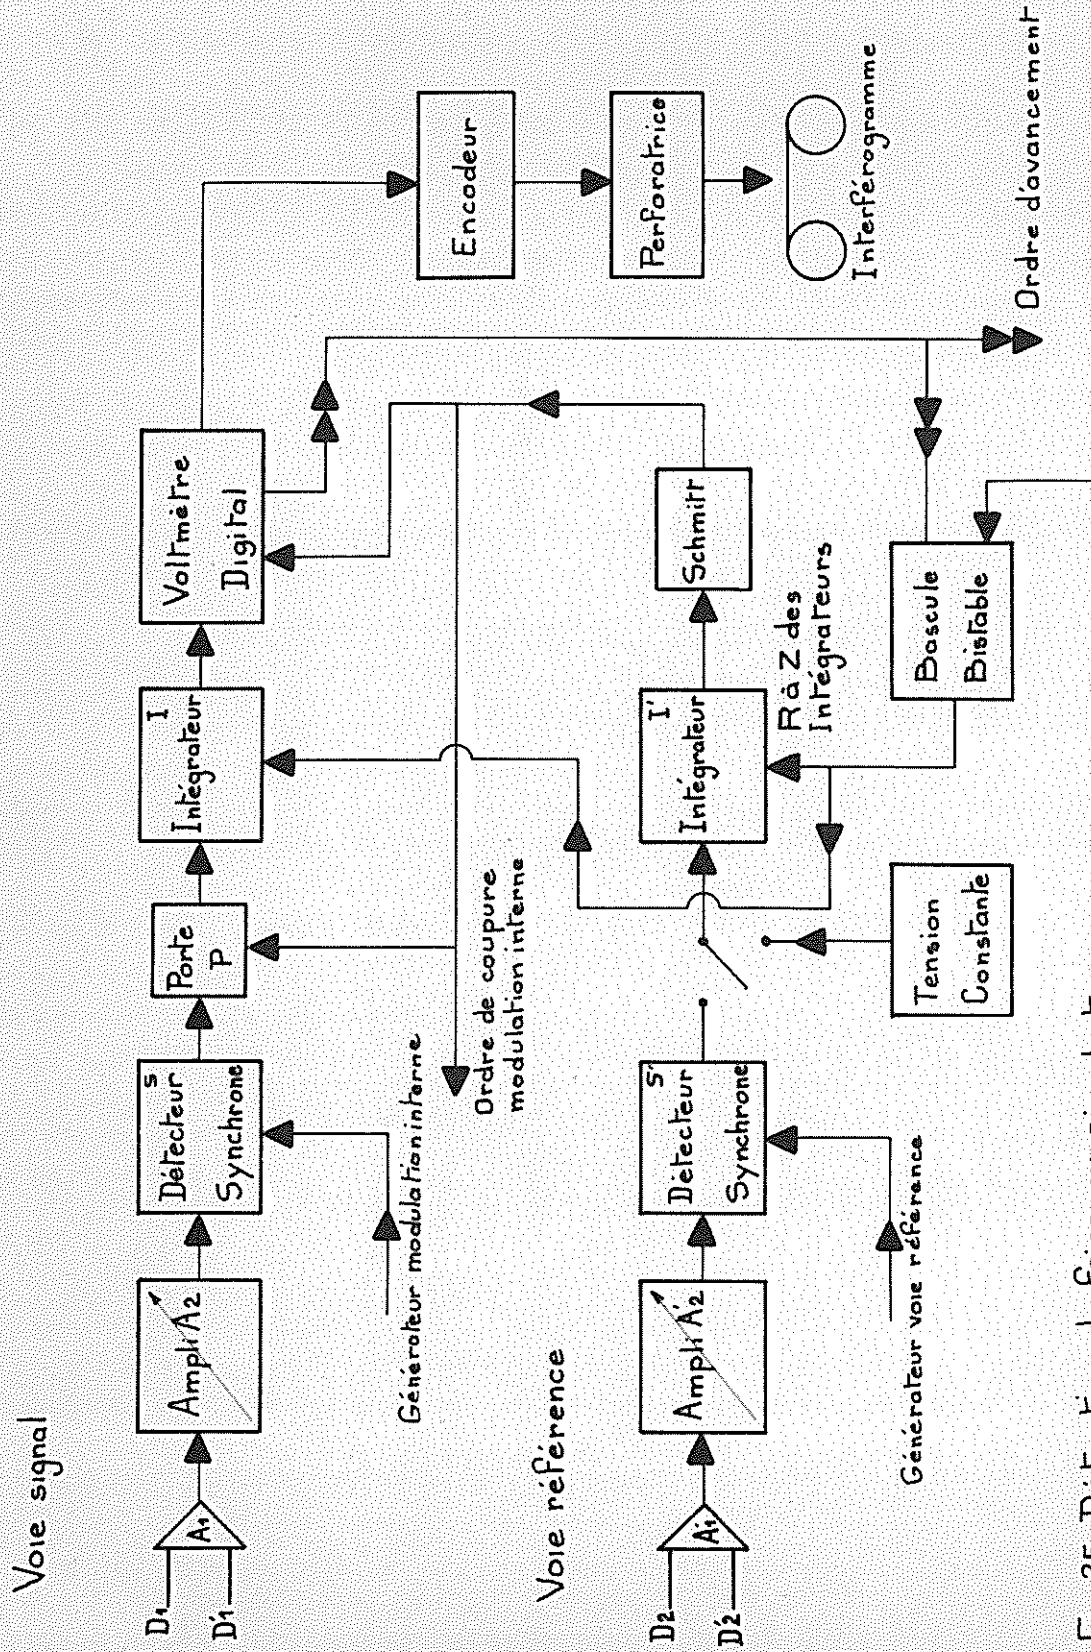 Voie signal
D1
D'1
A1
Ampli A2
S
Détecteur
Synchrone
Porte
P
I
Intégrateur
Voltmètre
Digital
Encodeur
Perforatrice
Interférogramme
Générateur modulation interne
Ordre de coupure
modulation interne
Voie référence
D2
D'2
A'1
Ampli A'2
S'
Détecteur
Synchrone
I'
Intégrateur
Schmitt
R à Z des
Intégrateurs
Générateur voie référence
Tension
Constante
Bascule
Bistable
Ordre d'avancement